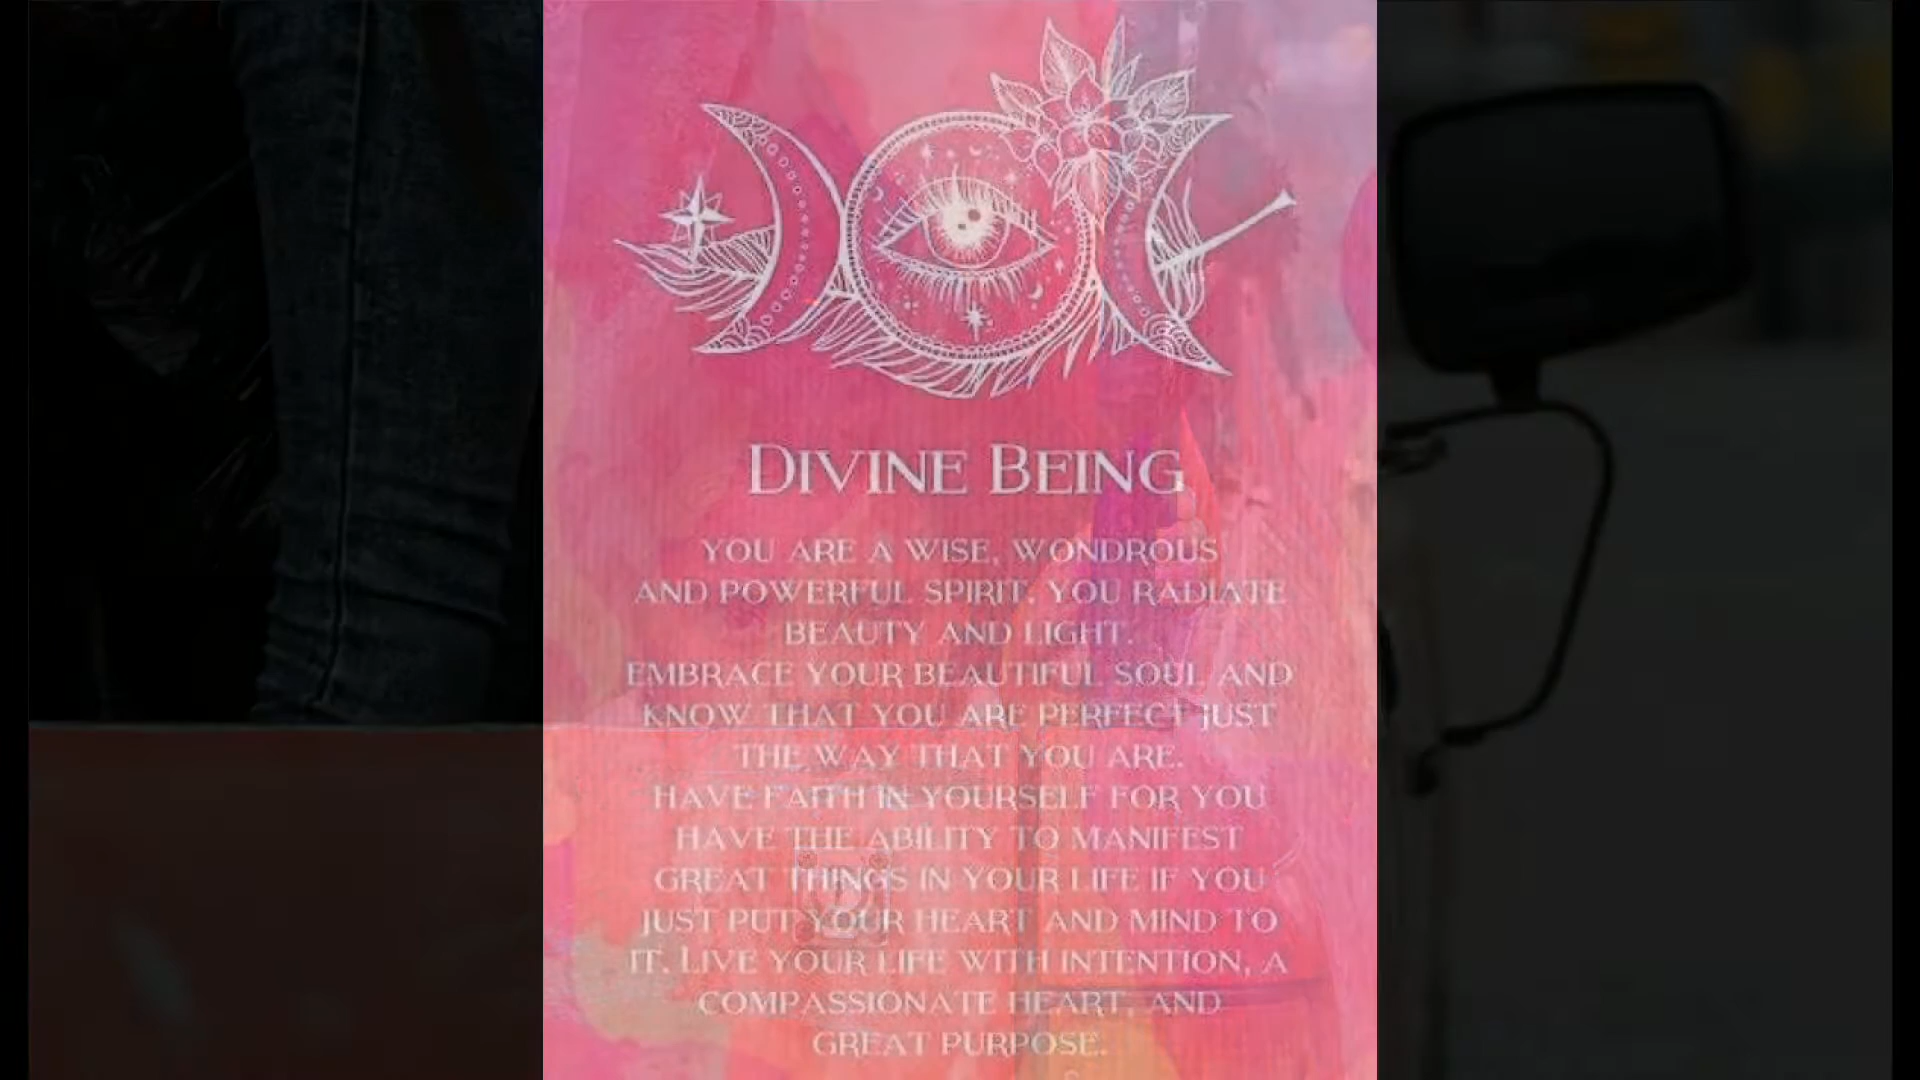 DIVINE BEING
YOU ARE A WISE, WONDROUS
AND POWERFUL SPIRIT. YOU RADIATE
BEAUTY AND LIGHT.
EMBRACE YOUR BEAUTIFUL SOUL AND
KNOW THAT YOU ARE PERFECT JUST
THE WAY THAT YOU ARE.
HAVE FAITH IN YOURSELF FOR YOU
HAVE THE ABILITY TO MANIFEST
GREAT THINGS IN YOUR LIFE IF YOU
JUST PUT YOUR HEART AND MIND TO
IT. LIVE YOUR LIFE WITH INTENTION, A
COMPASSIONATE HEART, AND
GREAT PURPOSE.